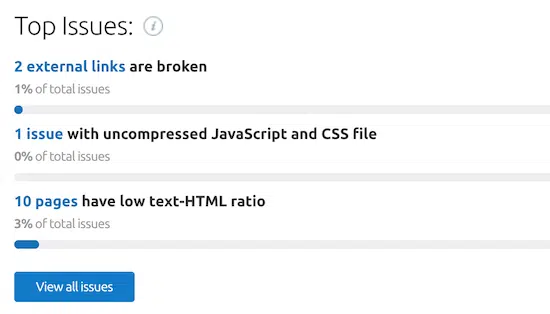 Top Issues: i
2 external links are broken
1% of total issues
1 issue with uncompressed JavaScript and CSS file
0% of total issues
10 pages have low text-HTML ratio
3% of total issues
View all issues